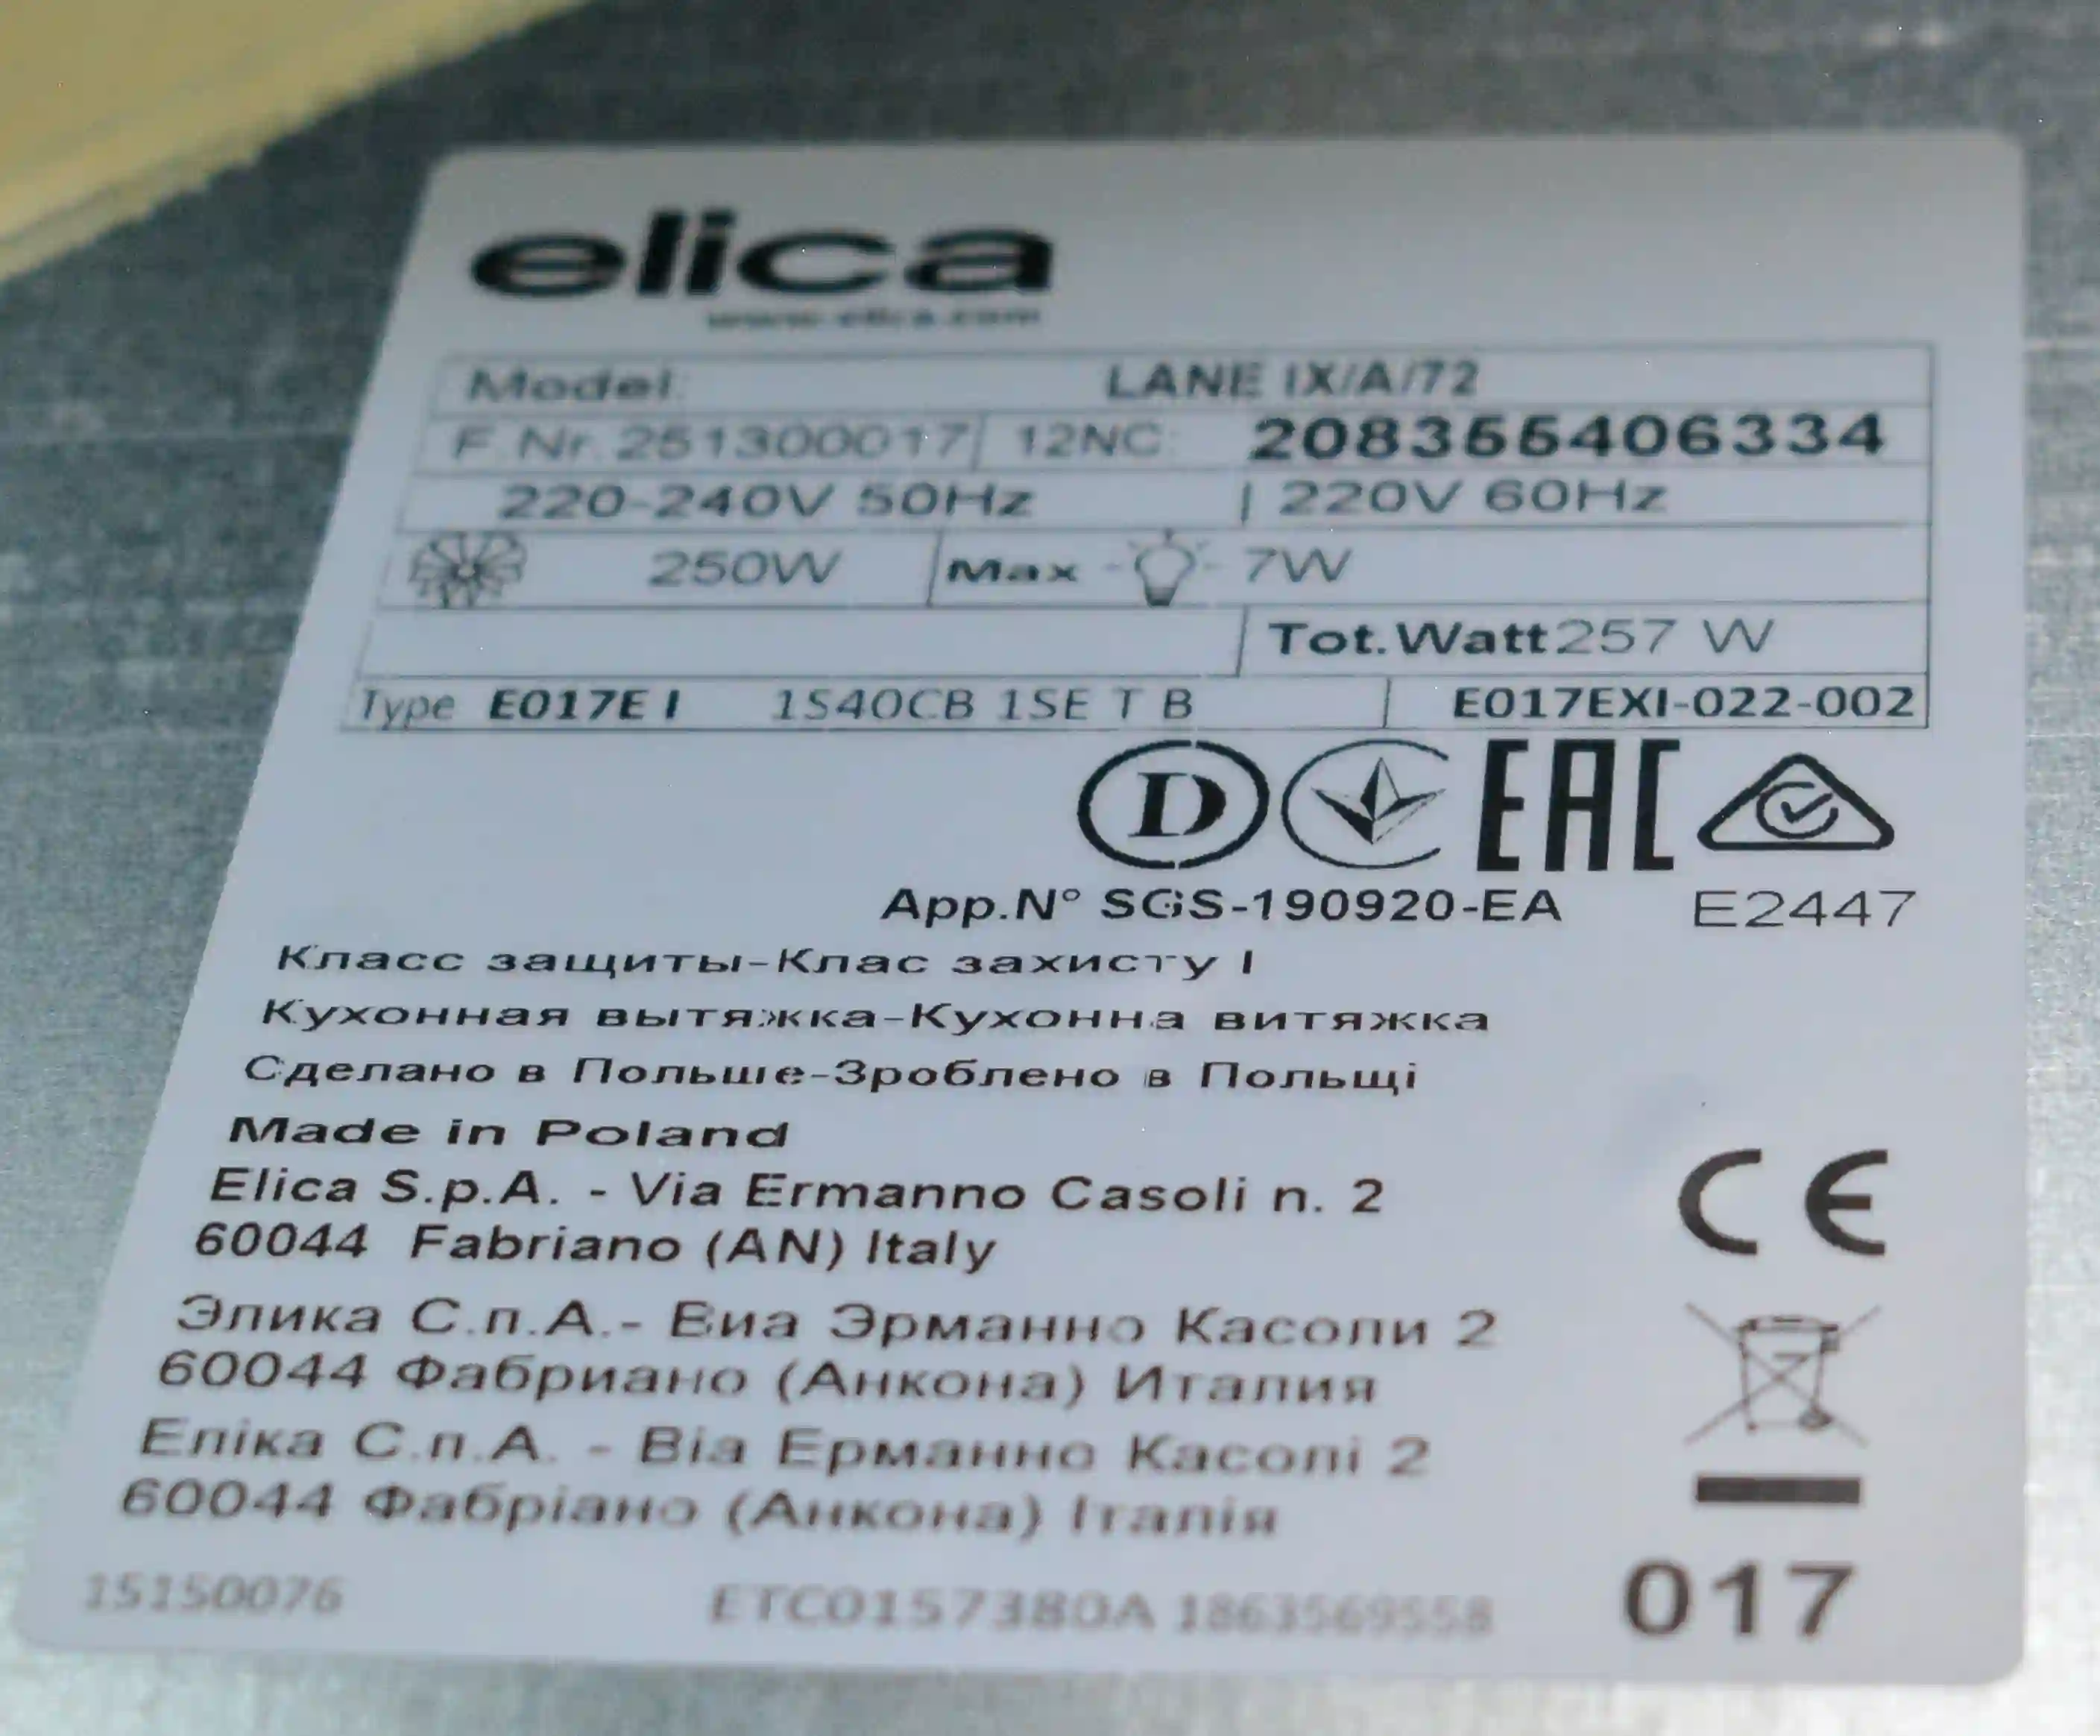 elica
www.elica.com
Model: LANE IX/A/72
F.Nr. 251300017 12NC: 208355406334
220-240V 50Hz | 220V 60Hz
250W Max 7W
Tot.Watt 257 W
Type E017E I 1S40CB 1SE T B E017EXI-022-002
D EAC
App.N° SGS-190920-EA E2447
Класс защиты-Клас захисту I
Кухонная вытяжка-Кухонна витяжка
Сделано в Польше-Зроблено в Польщі
Made in Poland
Elica S.p.A. - Via Ermanno Casoli n. 2
60044 Fabriano (AN) Italy
CE
Элика С.п.А.- Виа Эрманно Касоли 2
60044 Фабриано (Анкона) Италия
Еліка С.п.А. - Віа Ерманно Касолі 2
60044 Фабріано (Анкона) Італія
15150076 ETC0157380A 1863569558 017